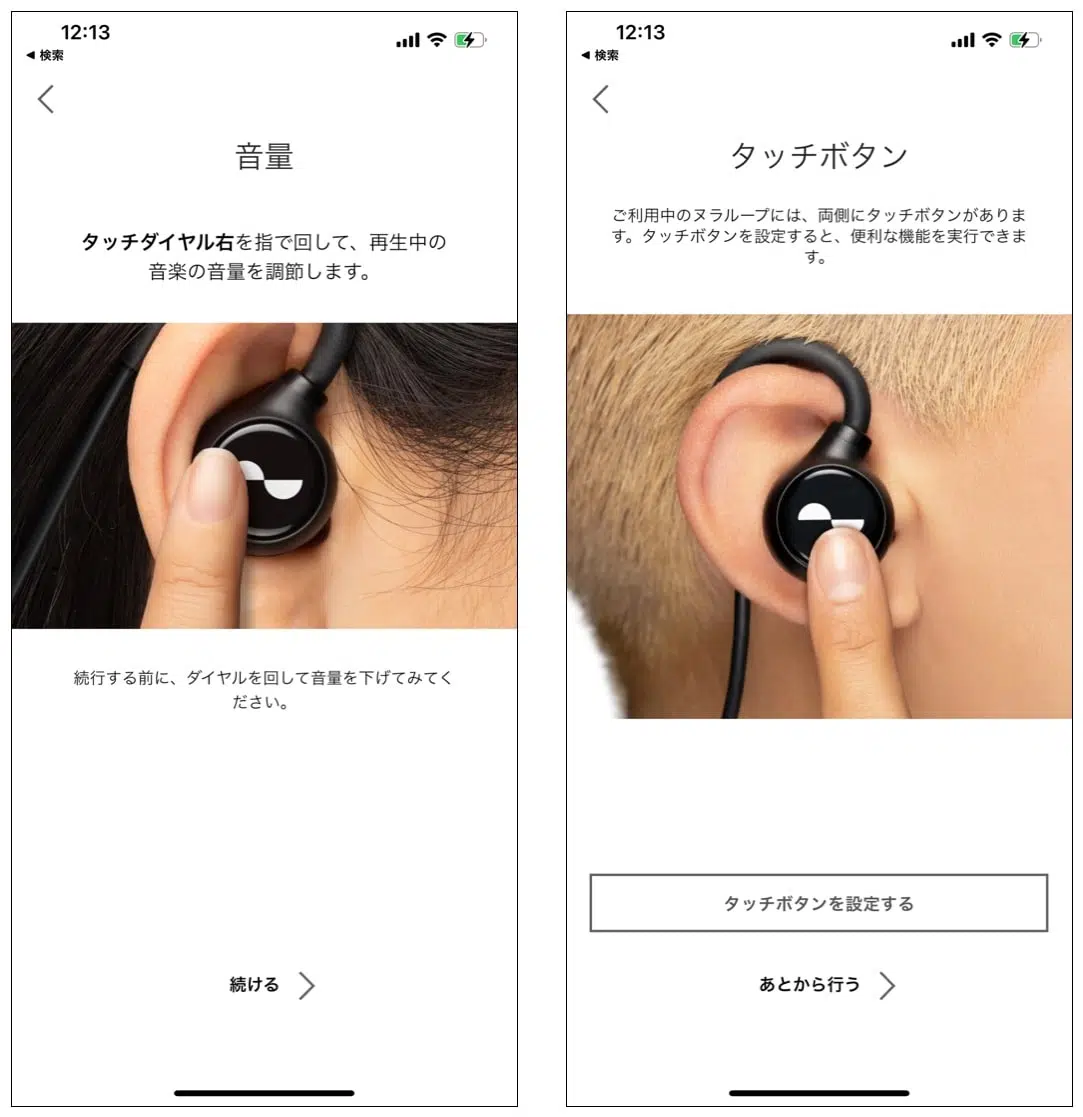 12:13
◀ 検索
音量
タッチダイヤル右を指で回して、再生中の
音楽の音量を調節します。
続行する前に、ダイヤルを回して音量を下げてみてく
ださい。
続ける
12:13
◀ 検索
タッチボタン
ご利用中のヌラループには、両側にタッチボタンがありま
す。タッチボタンを設定すると、便利な機能を実行できま
す。
タッチボタンを設定する
あとから行う